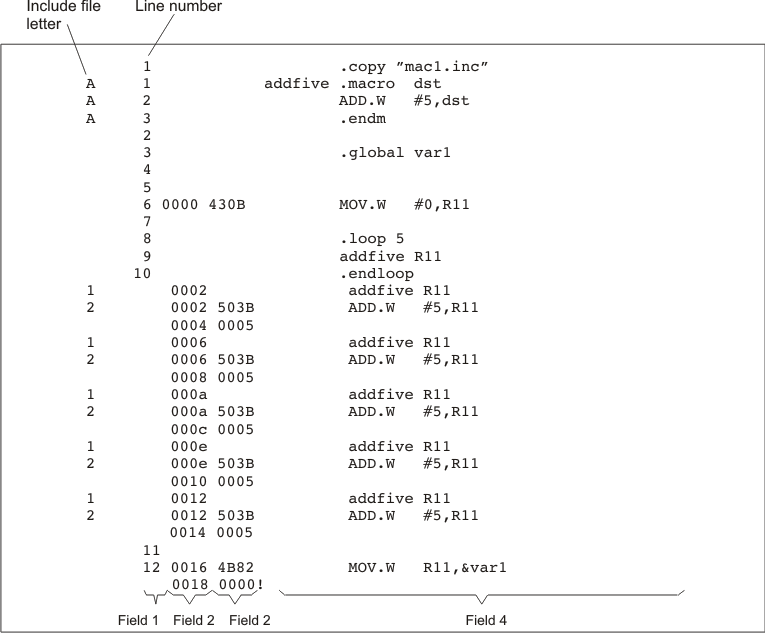 Include file letter
Line number
1 .copy ”mac1.inc”
A 1 addfive .macro dst
A 2 ADD.W #5,dst
A 3 .endm
2
3 .global var1
4
5
6 0000 430B MOV.W #0,R11
7
8 .loop 5
9 addfive R11
10 .endloop
1 0002 addfive R11
2 0002 503B ADD.W #5,R11
0004 0005
1 0006 addfive R11
2 0006 503B ADD.W #5,R11
0008 0005
1 000a addfive R11
2 000a 503B ADD.W #5,R11
000c 0005
1 000e addfive R11
2 000e 503B ADD.W #5,R11
0010 0005
1 0012 addfive R11
2 0012 503B ADD.W #5,R11
0014 0005
11
12 0016 4B82 MOV.W R11,&var1
0018 0000!
Field 1 Field 2 Field 2 Field 4